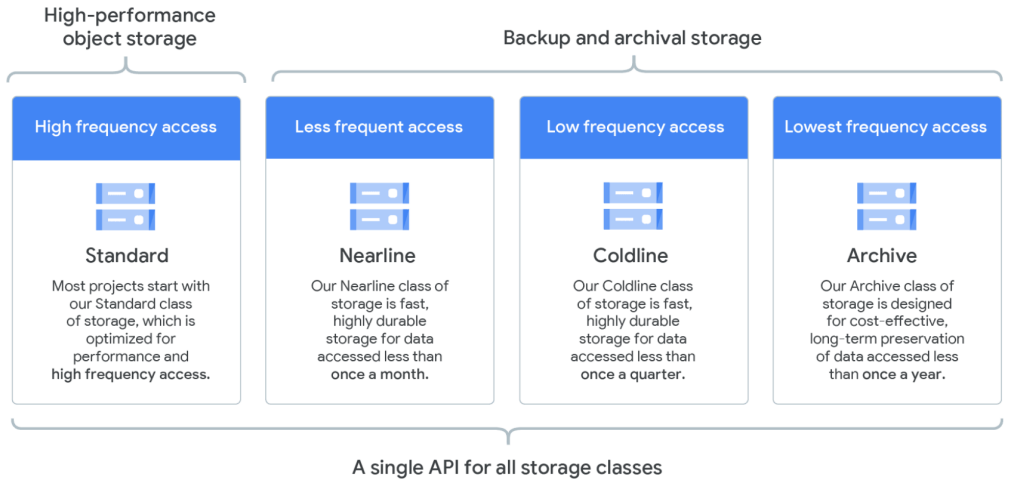 High-performance
object storage
Backup and archival storage
High frequency access
Standard
Most projects start with
our Standard class
of storage, which is
optimized for
performance and
high frequency access.
Less frequent access
Nearline
Our Nearline class of
storage is fast,
highly durable
storage for data
accessed less than
once a month.
Low frequency access
Coldline
Our Coldline class
of storage is fast,
highly durable
storage for data
accessed less than
once a quarter.
Lowest frequency access
Archive
Our Archive class of
storage is designed
for cost-effective,
long-term preservation
of data accessed less
than once a year.
A single API for all storage classes